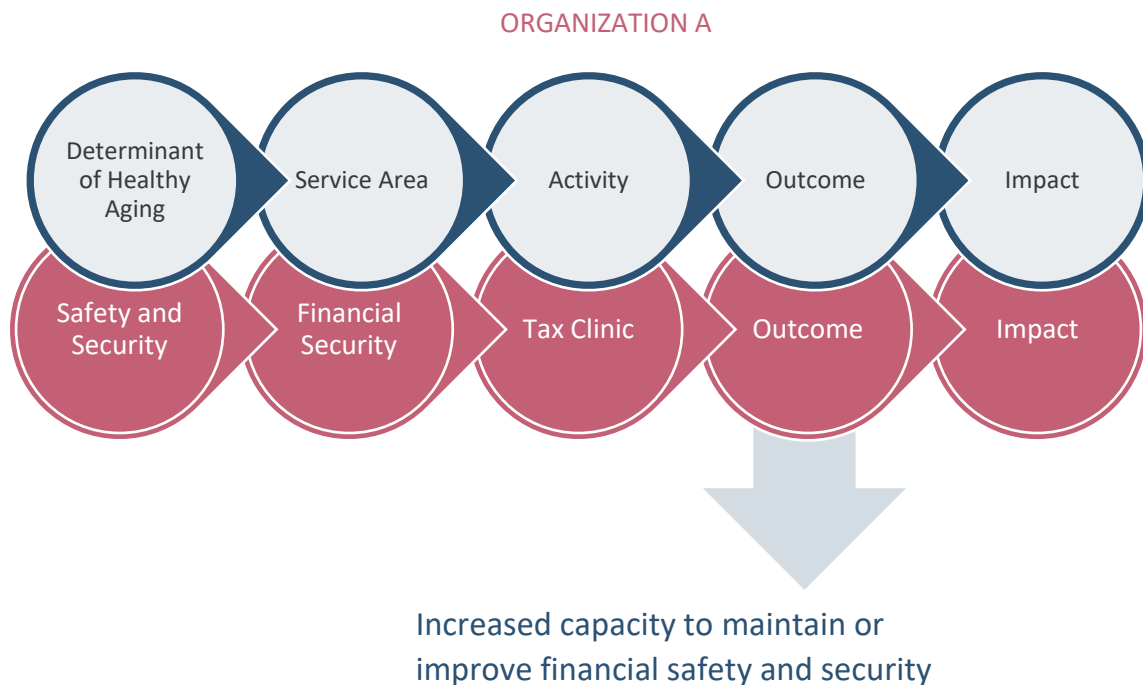 ORGANIZATION A
Determinant
of Healthy
Aging
Service Area
Activity
Outcome
Impact
Safety and
Security
Financial
Security
Tax Clinic
Outcome
Impact
Increased capacity to maintain or
improve financial safety and security